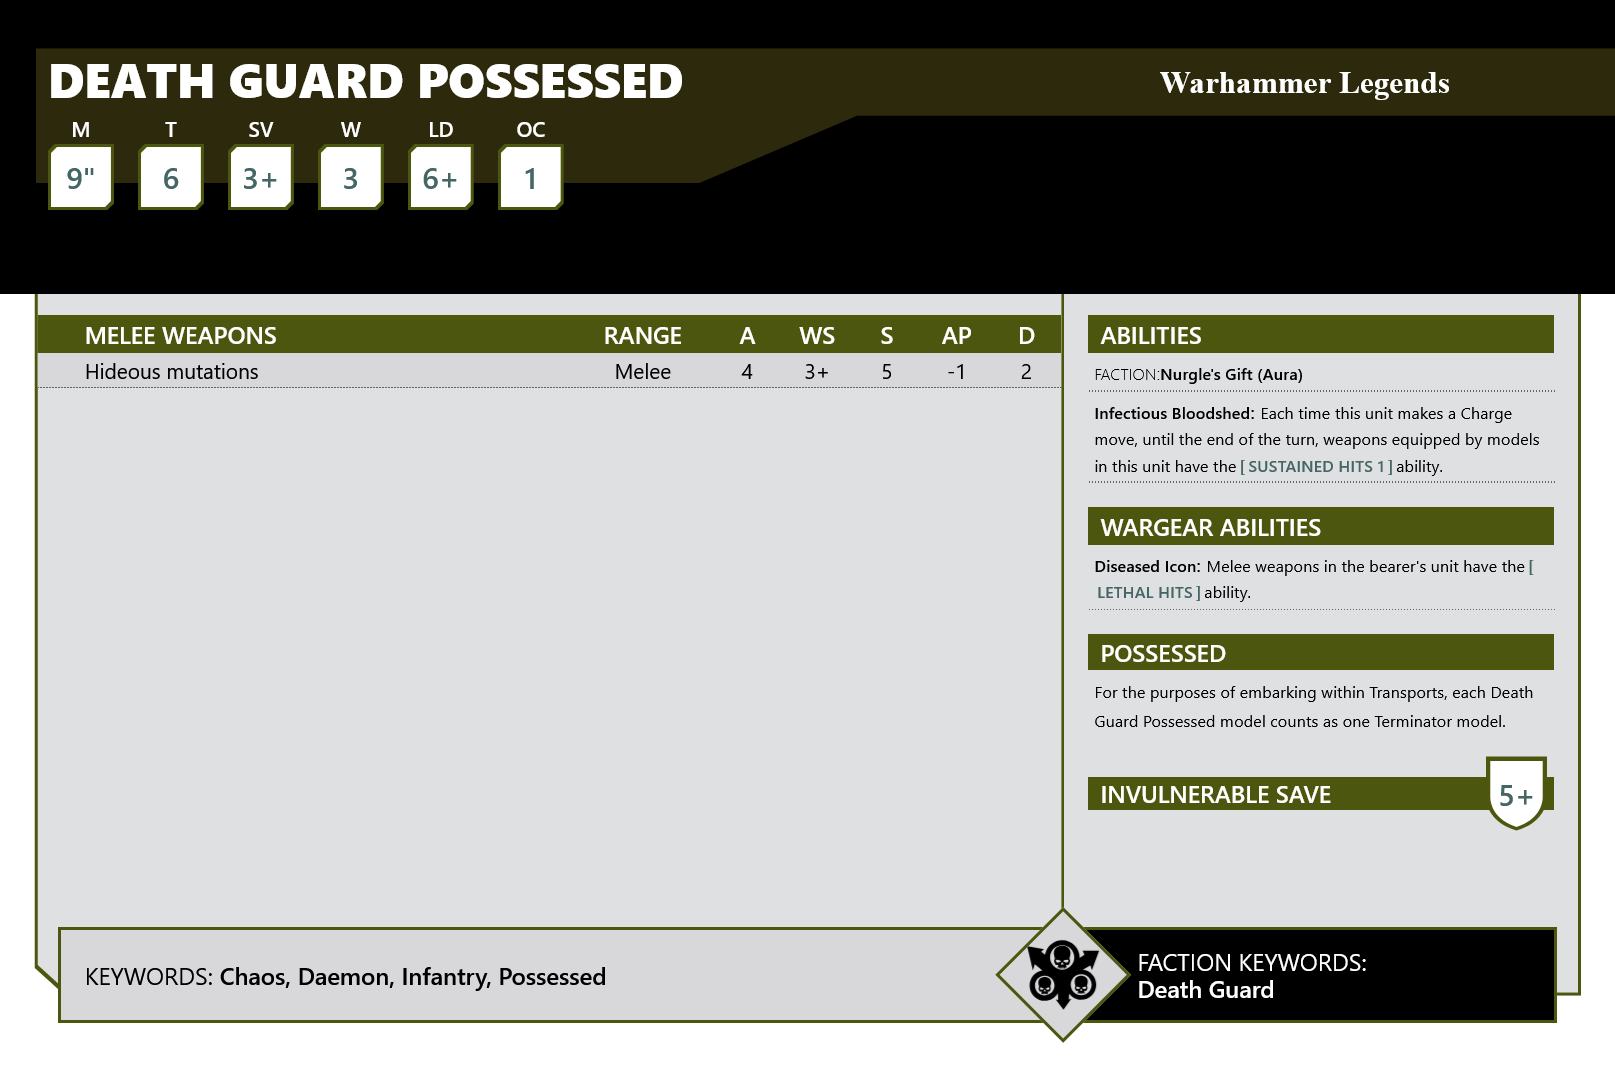 DEATH GUARD POSSESSED
Warhammer Legends
M T SV W LD OC
9" 6 3+ 3 6+ 1
MELEE WEAPONS RANGE A WS S AP D
Hideous mutations Melee 4 3+ 5 -1 2
ABILITIES
FACTION:Nurgle's Gift (Aura)
Infectious Bloodshed: Each time this unit makes a Charge
move, until the end of the turn, weapons equipped by models
in this unit have the [ SUSTAINED HITS 1 ] ability.
WARGEAR ABILITIES
Diseased Icon: Melee weapons in the bearer's unit have the [
LETHAL HITS ] ability.
POSSESSED
For the purposes of embarking within Transports, each Death
Guard Possessed model counts as one Terminator model.
INVULNERABLE SAVE 5+
KEYWORDS: Chaos, Daemon, Infantry, Possessed
FACTION KEYWORDS:
Death Guard